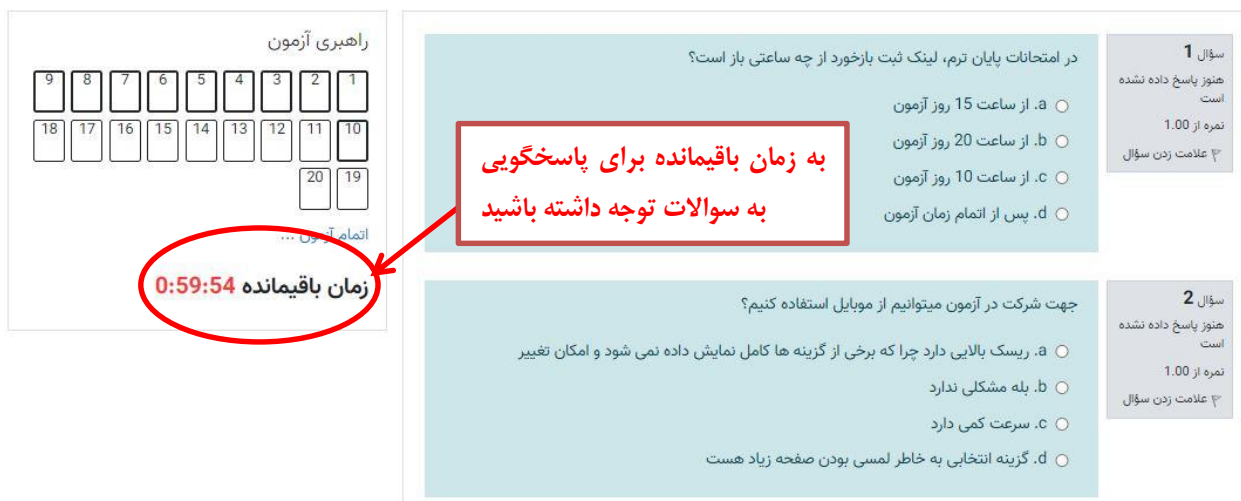 سؤال 1
هنوز پاسخ داده نشده
است
نمره از 1.00
علامت زدن سؤال
در امتحانات پایان ترم، لینک ثبت بازخورد از چه ساعتی باز است؟
a. از ساعت 15 روز آزمون
b. از ساعت 20 روز آزمون
c. از ساعت 10 روز آزمون
d. پس از اتمام زمان آزمون
به زمان باقیمانده برای پاسخگویی
به سوالات توجه داشته باشید
راهبری آزمون
1 2 3 4 5 6 7 8 9
10 11 12 13 14 15 16 17 18
19 20
اتمام آزمون ...
زمان باقیمانده 0:59:54
سؤال 2
هنوز پاسخ داده نشده
است
نمره از 1.00
علامت زدن سؤال
جهت شرکت در آزمون میتوانیم از موبایل استفاده کنیم؟
a. ریسک بالایی دارد چرا که برخی از گزینه ها کامل نمایش داده نمی شود و امکان تغییر
b. بله مشکلی ندارد
c. سرعت کمی دارد
d. گزینه انتخابی به خاطر لمسی بودن صفحه زیاد هست